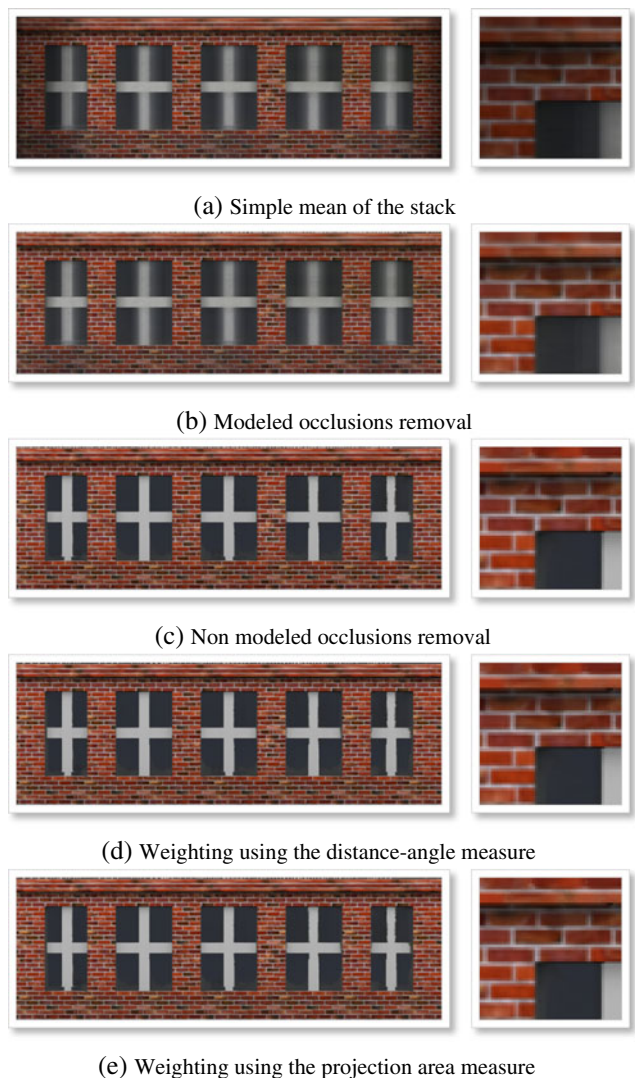 (a) Simple mean of the stack
(b) Modeled occlusions removal
(c) Non modeled occlusions removal
(d) Weighting using the distance-angle measure
(e) Weighting using the projection area measure